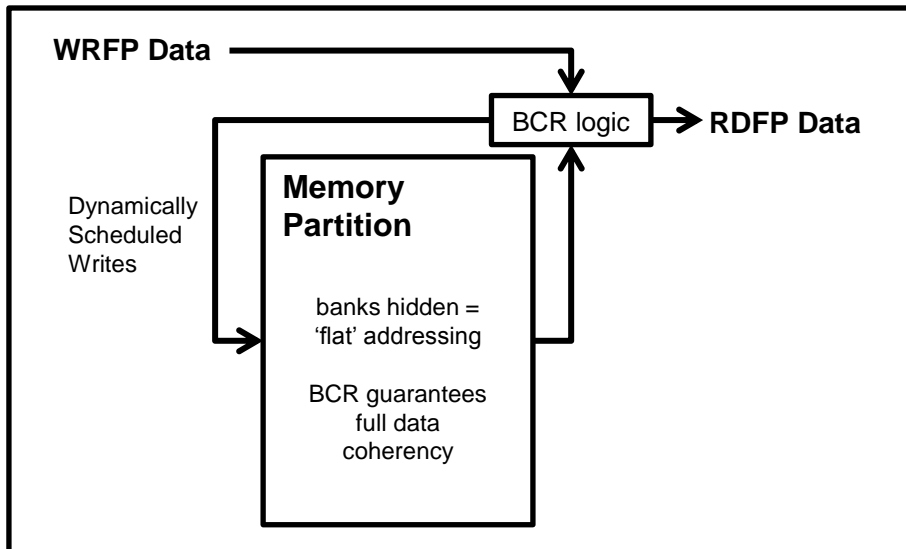 WRFP Data
BCR logic
RDFP Data
Dynamically
Scheduled
Writes
Memory
Partition
banks hidden =
‘flat’ addressing
BCR guarantees
full data
coherency